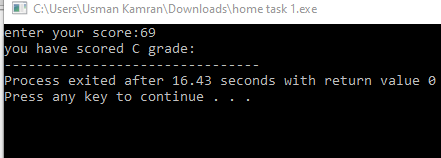 C:\Users\Usman Kamran\Downloads\home task 1.exe
enter your score:69
you have scored C grade:
--------------------------------
Process exited after 16.43 seconds with return value 0
Press any key to continue . . .